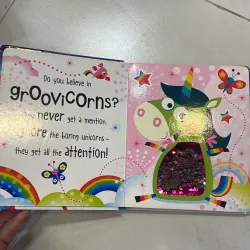 Do you believe in
grOovicorns?
never get a mention,
the boring unicorns –
they get all the attention!